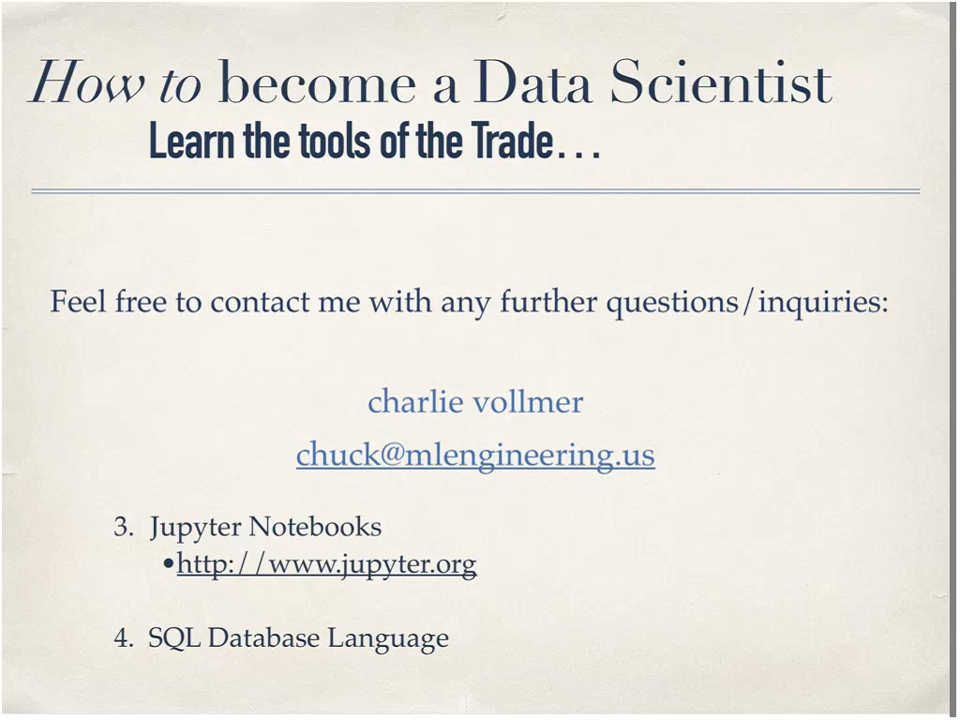 How to become a Data Scientist
Learn the tools of the Trade...
Feel free to contact me with any further questions/inquiries:
charlie vollmer
chuck@mlengineering.us
3. Jupyter Notebooks
•http://www.jupyter.org
4. SQL Database Language